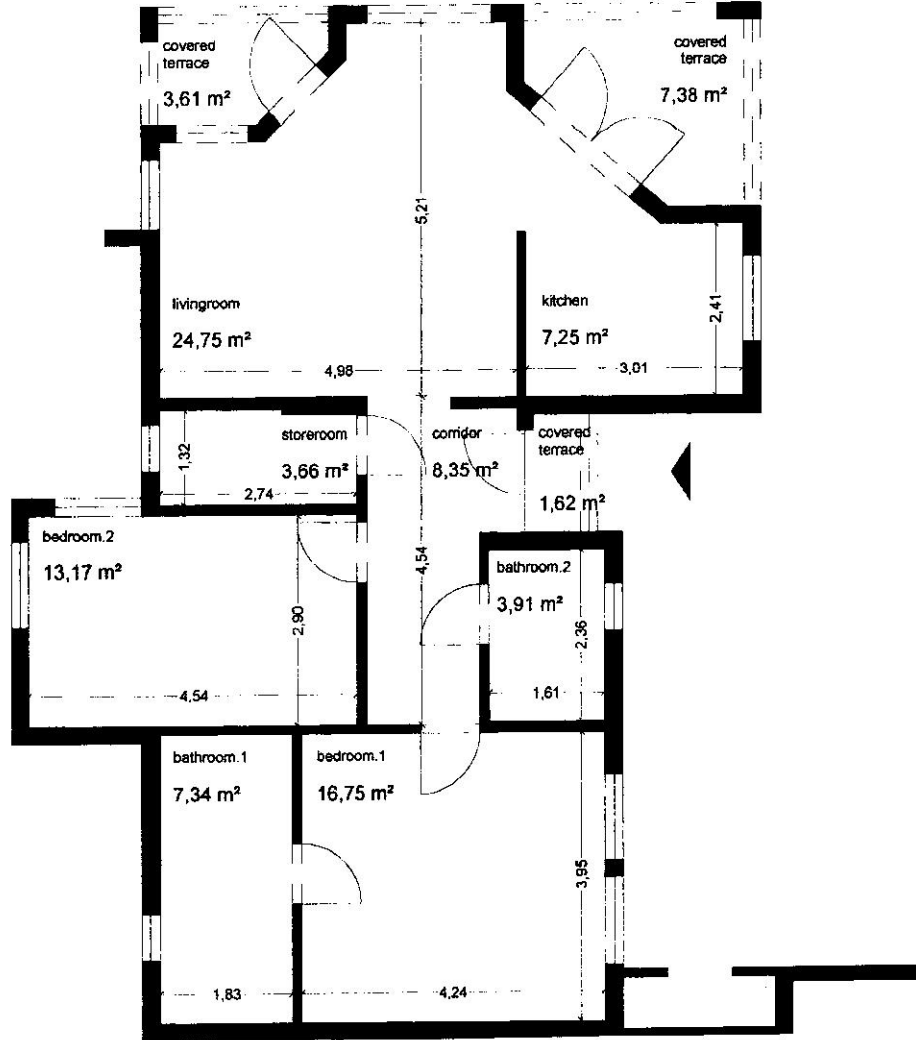 covered
terrace
3,61 m²
covered
terrace
7,38 m²
5,21
livingroom
24,75 m²
kitchen
7,25 m²
2,41
4,98
3,01
storeroom
3,66 m²
1,32
2,74
corridor
8,35 m²
covered
terrace
1,62 m²
bedroom.2
13,17 m²
4,54
bathroom.2
3,91 m²
2,90
2,36
4,54
1,61
bathroom.1
7,34 m²
bedroom.1
16,75 m²
3,95
1,83
4,24